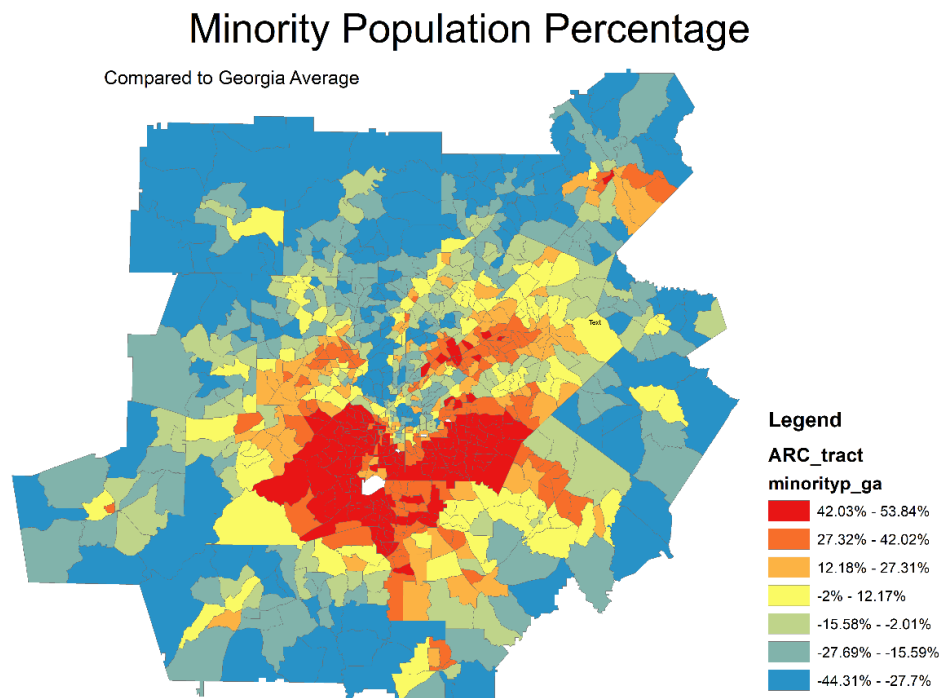 Minority Population Percentage
Compared to Georgia Average
Text
Legend
ARC_tract
minorityp_ga
42.03% - 53.84%
27.32% - 42.02%
12.18% - 27.31%
-2% - 12.17%
-15.58% - -2.01%
-27.69% - -15.59%
-44.31% - -27.7%